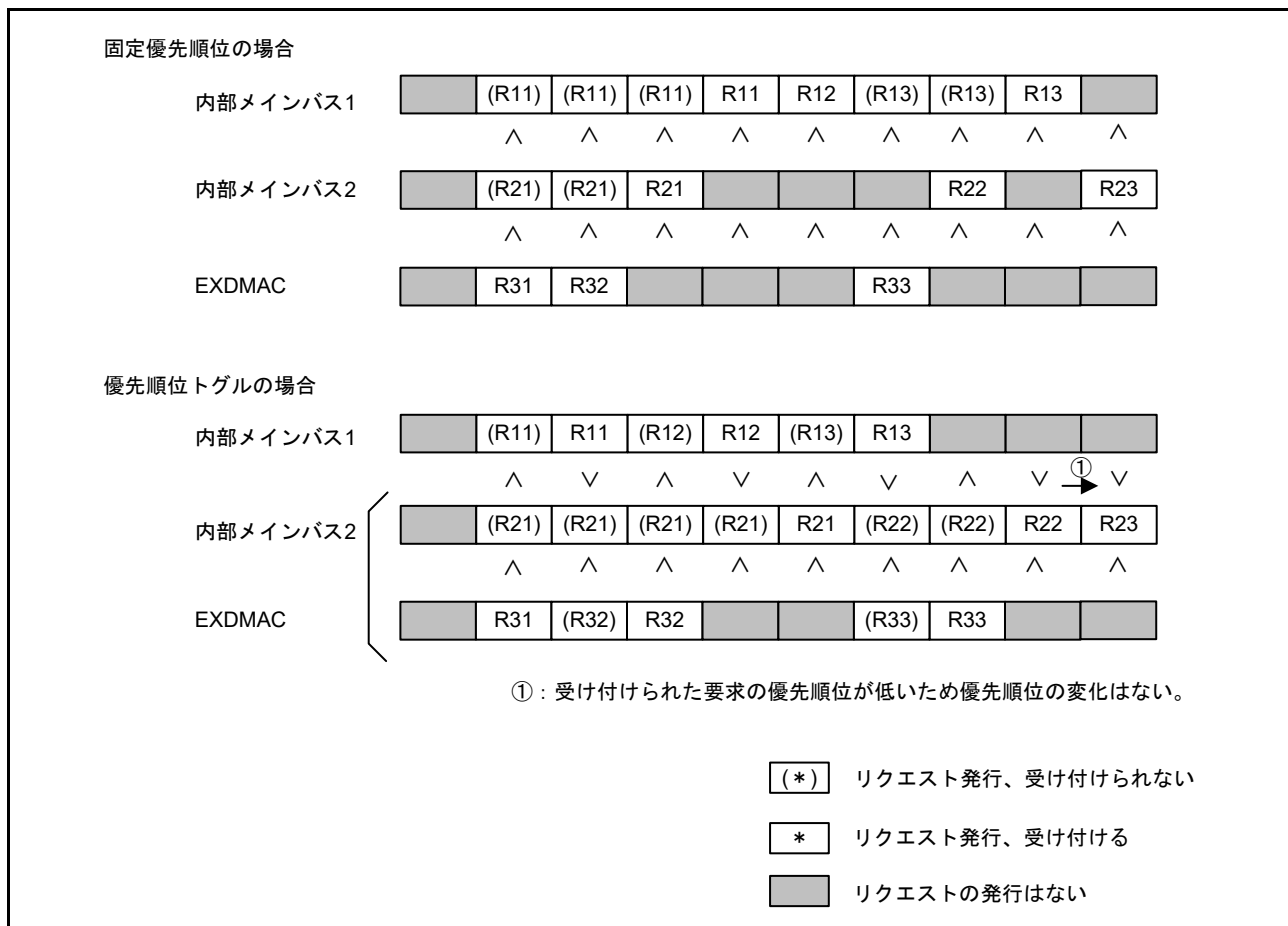 固定優先順位の場合
内部メインバス1 (R11) (R11) (R11) R11 R12 (R13) (R13) R13
∧ ∧ ∧ ∧ ∧ ∧ ∧ ∧ ∧
内部メインバス2 (R21) (R21) R21 R22 R23
∧ ∧ ∧ ∧ ∧ ∧ ∧ ∧ ∧
EXDMAC R31 R32 R33
優先順位トグルの場合
内部メインバス1 (R11) R11 (R12) R12 (R13) R13
∧ ∨ ∧ ∨ ∧ ∨ ∧ ∨ ① ∨
内部メインバス2 (R21) (R21) (R21) (R21) R21 (R22) (R22) R22 R23
∧ ∧ ∧ ∧ ∧ ∧ ∧ ∧ ∧
EXDMAC R31 (R32) R32 (R33) R33
①：受け付けられた要求の優先順位が低いため優先順位の変化はない。
(*) リクエスト発行、受け付けられない
* リクエスト発行、受け付ける
リクエストの発行はない